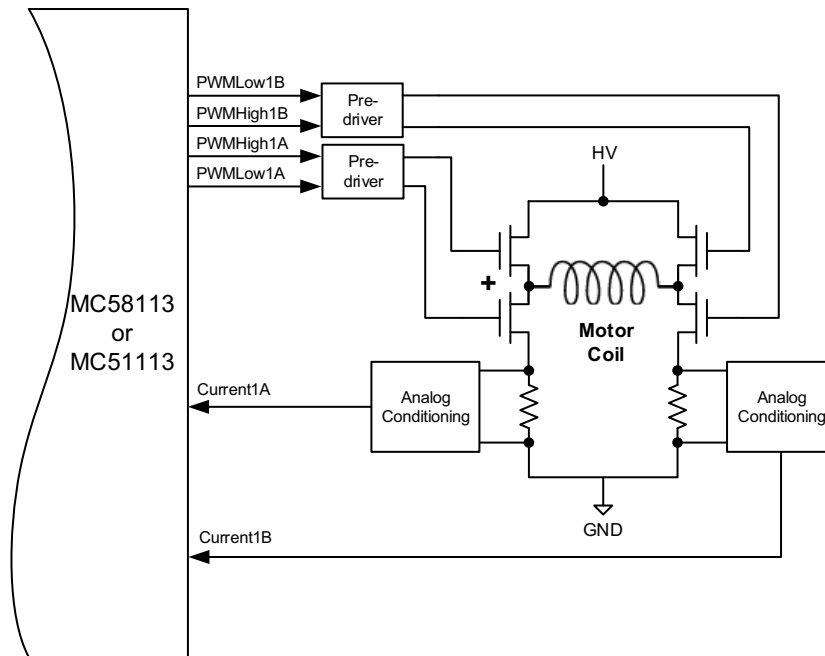 PWMLow1B
PWMHigh1B
PWMHigh1A
PWMLow1A
Pre-
driver
Pre-
driver
HV
+
Motor
Coil
MC58113
or
MC51113
Current1A
Analog
Conditioning
Analog
Conditioning
GND
Current1B